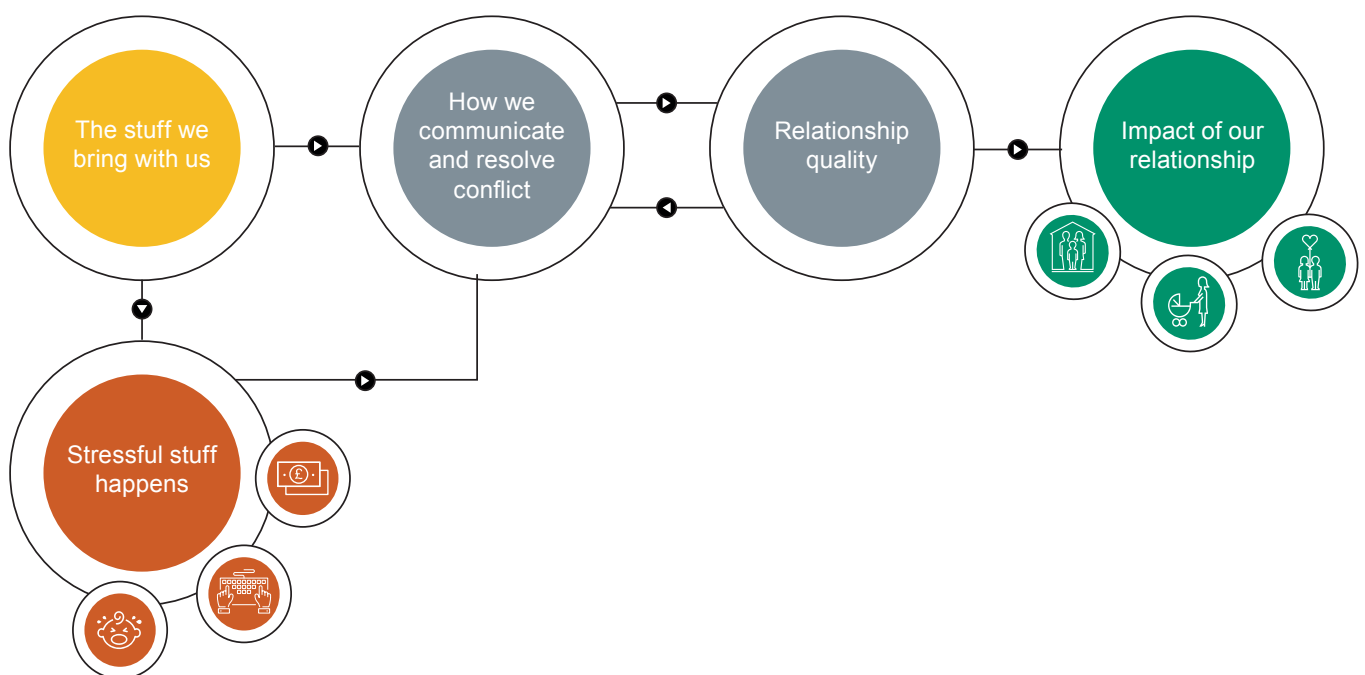 The stuff we
bring with us
How we
communicate
and resolve
conflict
Relationship
quality
Impact of our
relationship
Stressful stuff
happens
£